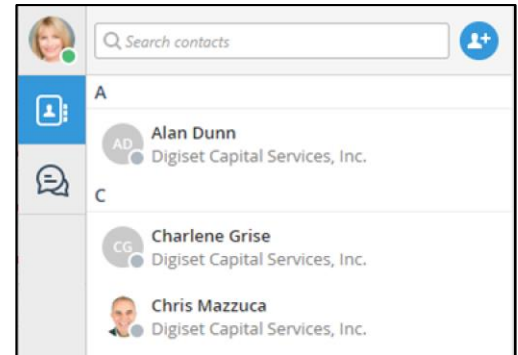 Search contacts
A
AD
Alan Dunn
Digiset Capital Services, Inc.
C
CG
Charlene Grise
Digiset Capital Services, Inc.
Chris Mazzuca
Digiset Capital Services, Inc.